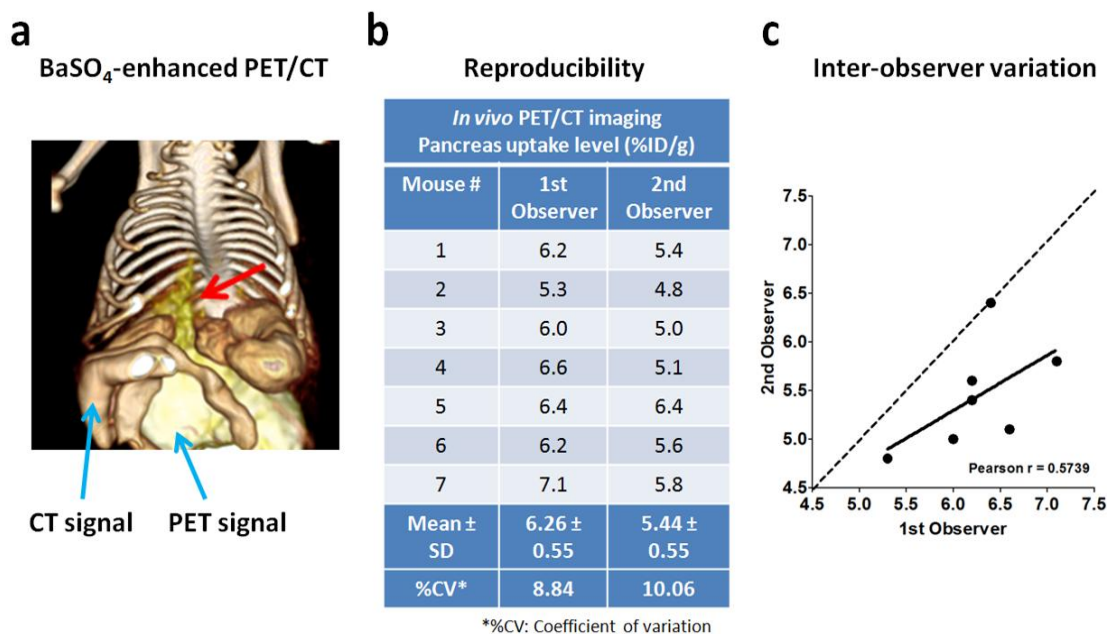 a
BaSO₄-enhanced PET/CT
CT signal
PET signal
b
Reproducibility
In vivo PET/CT imaging
Pancreas uptake level (%ID/g)
Mouse # 1st Observer 2nd Observer
1 6.2 5.4
2 5.3 4.8
3 6.0 5.0
4 6.6 5.1
5 6.4 6.4
6 6.2 5.6
7 7.1 5.8
Mean ± SD 6.26 ± 0.55 5.44 ± 0.55
%CV* 8.84 10.06
*%CV: Coefficient of variation
c
Inter-observer variation
2nd Observer
7.5
7.0
6.5
6.0
5.5
5.0
4.5
Pearson r = 0.5739
4.5 5.0 5.5 6.0 6.5 7.0 7.5
1st Observer